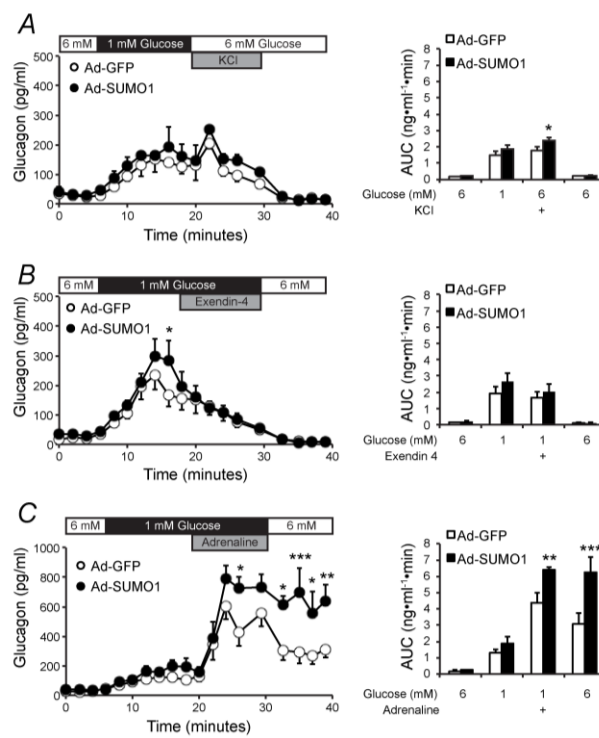 A
6 mM 1 mM Glucose 6 mM Glucose
KCl
500
400
300
200
100
0
Glucagon (pg/ml)
Ad-GFP
Ad-SUMO1
0 10 20 30 40
Time (minutes)
Ad-GFP
Ad-SUMO1
8
7
6
5
4
3
2
1
0
AUC (ng•ml⁻¹•min)
*
Glucose (mM) 6 1 6 6
KCl +
B
6 mM 1 mM Glucose 6 mM
Exendin-4
500
400
300
200
100
0
Glucagon (pg/ml)
Ad-GFP
Ad-SUMO1
*
0 10 20 30 40
Time (minutes)
Ad-GFP
Ad-SUMO1
8
7
6
5
4
3
2
1
0
AUC (ng•ml⁻¹•min)
Glucose (mM) 6 1 1 6
Exendin 4 +
C
6 mM 1 mM Glucose 6 mM
Adrenaline
1000
800
600
400
200
0
Glucagon (pg/ml)
Ad-GFP
Ad-SUMO1
* * *** * **
0 10 20 30 40
Time (minutes)
Ad-GFP
Ad-SUMO1
8
7
6
5
4
3
2
1
0
AUC (ng•ml⁻¹•min)
** ***
Glucose (mM) 6 1 1 6
Adrenaline +